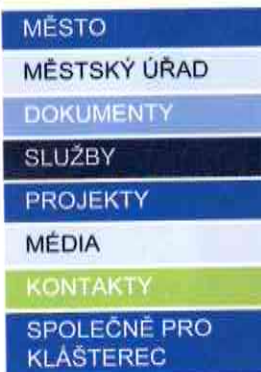 MĚSTO
MĚSTSKÝ ÚŘAD
DOKUMENTY
SLUŽBY
PROJEKTY
MÉDIA
KONTAKTY
SPOLEČNĚ PRO
KLÁŠTEREC